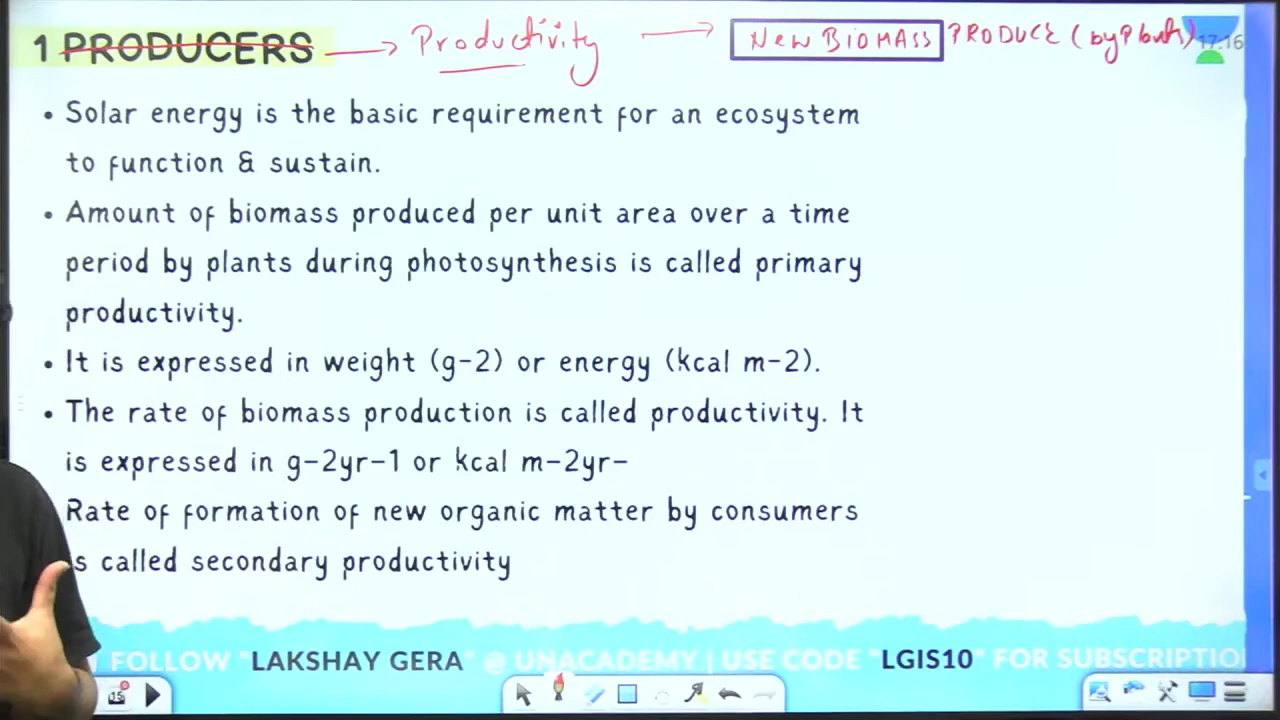 1 PRODUCERS → Productivity → NEW BIOMASS PRODUCE (by Plants) 17:16
• Solar energy is the basic requirement for an ecosystem
to function & sustain.
• Amount of biomass produced per unit area over a time
period by plants during photosynthesis is called primary
productivity.
• It is expressed in weight (g-2) or energy (kcal m-2).
• The rate of biomass production is called productivity. It
is expressed in g-2yr-1 or kcal m-2yr-
Rate of formation of new organic matter by consumers
s called secondary productivity
FOLLOW "LAKSHAY GERA" @ UNACADEMY | USE CODE "LGIS10" FOR SUBSCRIPTIO
15